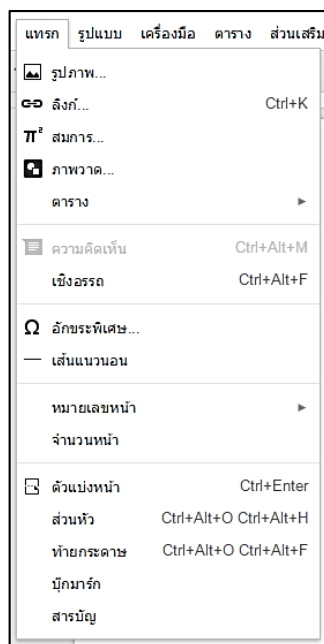 แทรก รูปแบบ เครื่องมือ ตาราง ส่วนเสริม
รูปภาพ...
ลิงก์... Ctrl+K
π² สมการ...
ภาพวาด...
ตาราง
ความคิดเห็น Ctrl+Alt+M
เชิงอรรถ Ctrl+Alt+F
Ω อักขระพิเศษ...
เส้นแนวนอน
หมายเลขหน้า
จำนวนหน้า
ตัวแบ่งหน้า Ctrl+Enter
ส่วนหัว Ctrl+Alt+O Ctrl+Alt+H
ท้ายกระดาษ Ctrl+Alt+O Ctrl+Alt+F
บุ๊กมาร์ก
สารบัญ